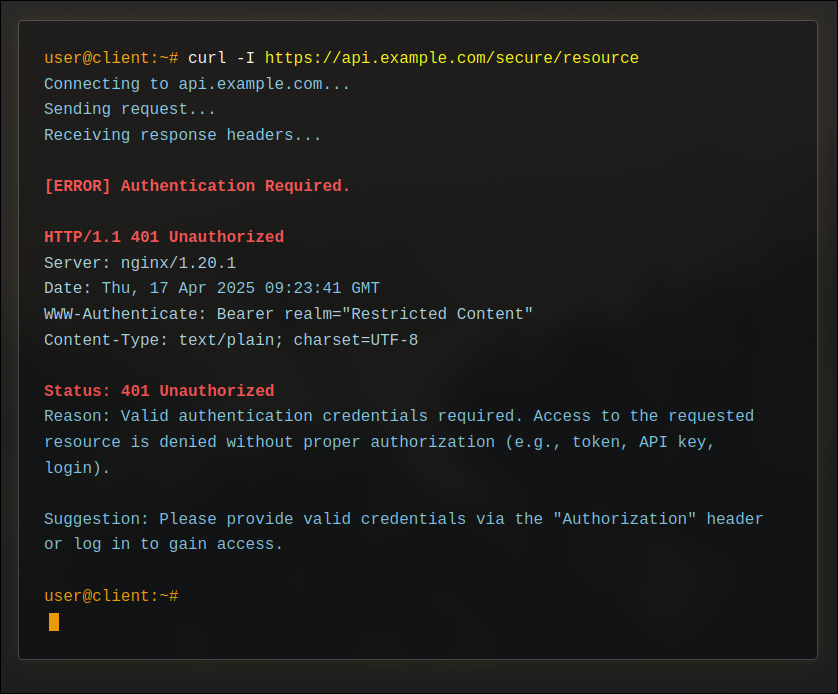 user@client:~# curl -I https://api.example.com/secure/resource
Connecting to api.example.com...
Sending request...
Receiving response headers...
[ERROR] Authentication Required.
HTTP/1.1 401 Unauthorized
Server: nginx/1.20.1
Date: Thu, 17 Apr 2025 09:23:41 GMT
WWW-Authenticate: Bearer realm="Restricted Content"
Content-Type: text/plain; charset=UTF-8
Status: 401 Unauthorized
Reason: Valid authentication credentials required. Access to the requested
resource is denied without proper authorization (e.g., token, API key,
login).
Suggestion: Please provide valid credentials via the "Authorization" header
or log in to gain access.
user@client:~#